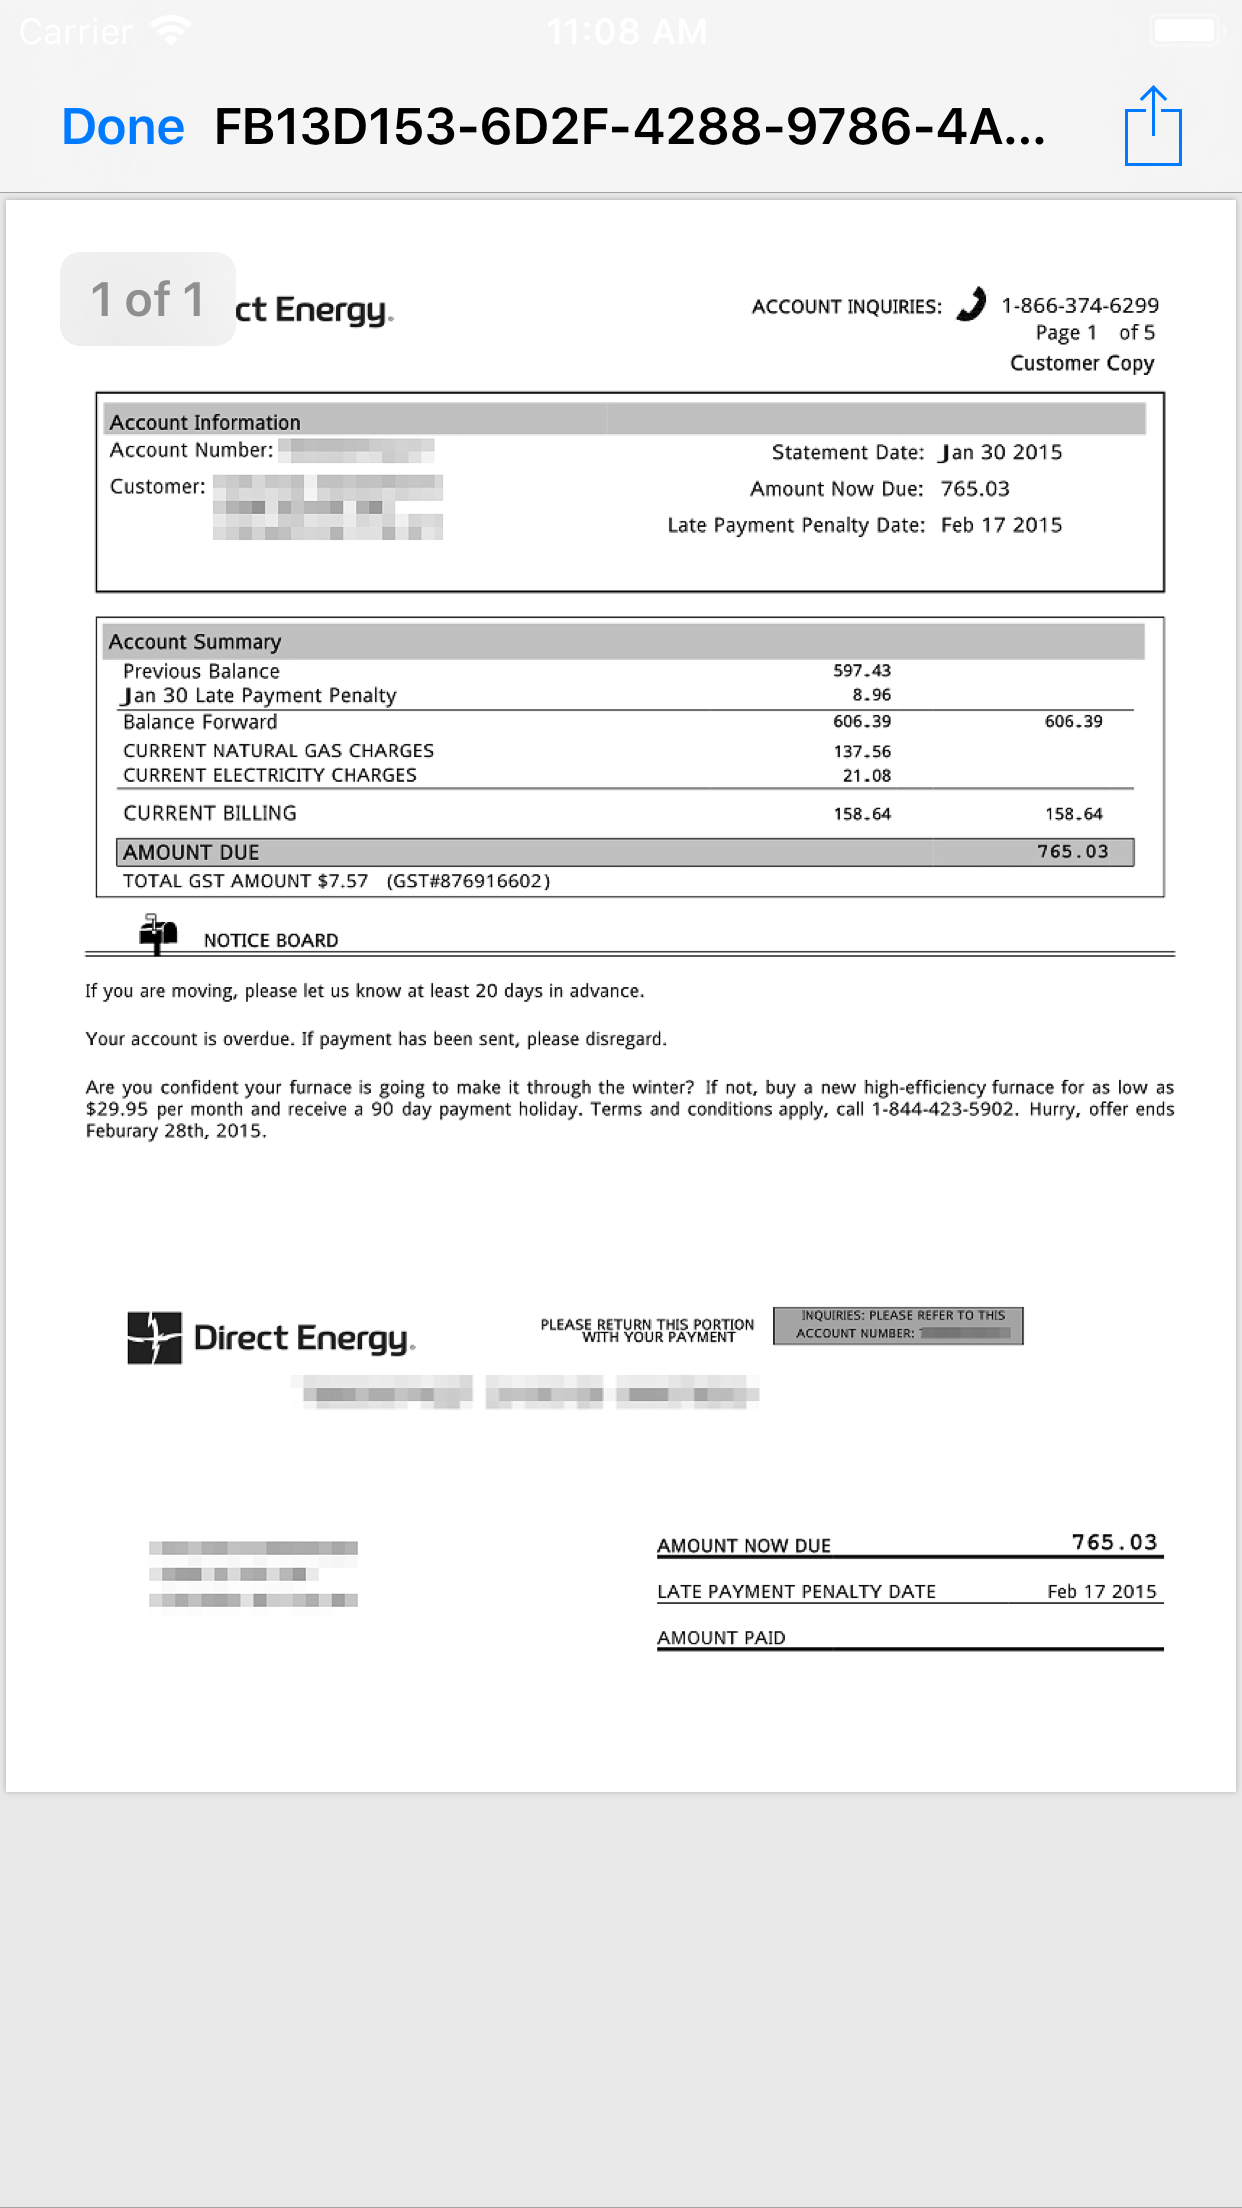 Carrier 11:08 AM
Done FB13D153-6D2F-4288-9786-4A...
1 of 1
ct Energy.
ACCOUNT INQUIRIES: 1-866-374-6299
Page 1 of 5
Customer Copy
Account Information
Account Number:
Statement Date: Jan 30 2015
Customer:
Amount Now Due: 765.03
Late Payment Penalty Date: Feb 17 2015
Account Summary
Previous Balance 597.43
Jan 30 Late Payment Penalty 8.96
Balance Forward 606.39 606.39
CURRENT NATURAL GAS CHARGES 137.56
CURRENT ELECTRICITY CHARGES 21.08
CURRENT BILLING 158.64 158.64
AMOUNT DUE 765.03
TOTAL GST AMOUNT $7.57 (GST#876916602)
NOTICE BOARD
If you are moving, please let us know at least 20 days in advance.
Your account is overdue. If payment has been sent, please disregard.
Are you confident your furnace is going to make it through the winter? If not, buy a new high-efficiency furnace for as low as
$29.95 per month and receive a 90 day payment holiday. Terms and conditions apply, call 1-844-423-5902. Hurry, offer ends
Feburary 28th, 2015.
Direct Energy.
PLEASE RETURN THIS PORTION
WITH YOUR PAYMENT
INQUIRIES: PLEASE REFER TO THIS
ACCOUNT NUMBER:
AMOUNT NOW DUE 765.03
LATE PAYMENT PENALTY DATE Feb 17 2015
AMOUNT PAID